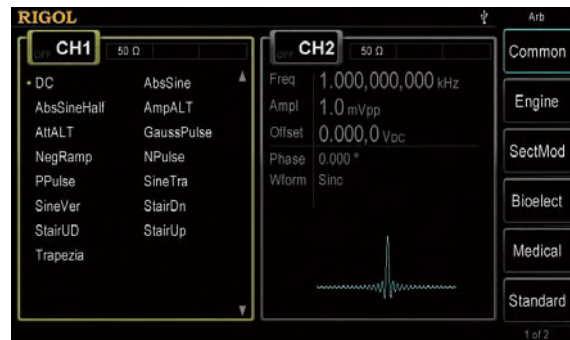 RIGOL
Arb
OFF CH1 50 Ω
• DC AbsSine
AbsSineHalf AmpALT
AttALT GaussPulse
NegRamp NPulse
PPulse SineTra
SineVer StairDn
StairUD StairUp
Trapezia
OFF CH2 50 Ω
Freq 1.000,000,000 kHz
Ampl 1.0 mVpp
Offset 0.000,0 VDC
Phase 0.000 °
Wform Sinc
Common
Engine
SectMod
Bioelect
Medical
Standard
1 of 2